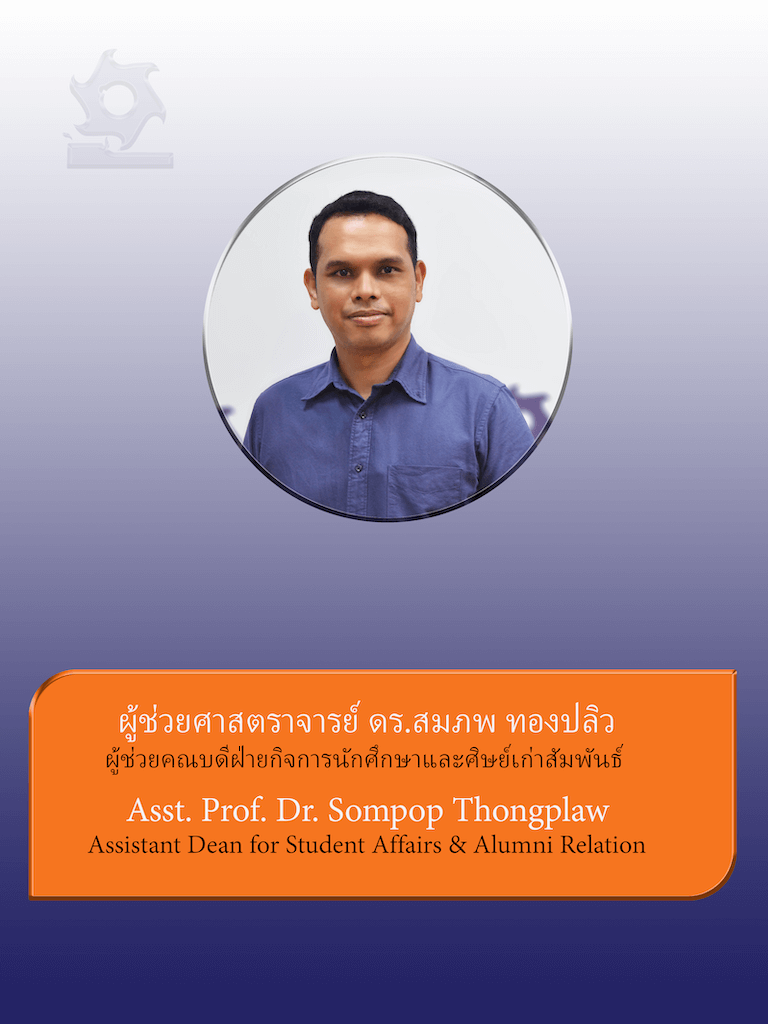 ผู้ช่วยศาสตราจารย์ ดร.สมภพ ทองปลิว
ผู้ช่วยคณบดีฝ่ายกิจการนักศึกษาและศิษย์เก่าสัมพันธ์
Asst. Prof. Dr. Sompop Thongplaw
Assistant Dean for Student Affairs & Alumni Relation